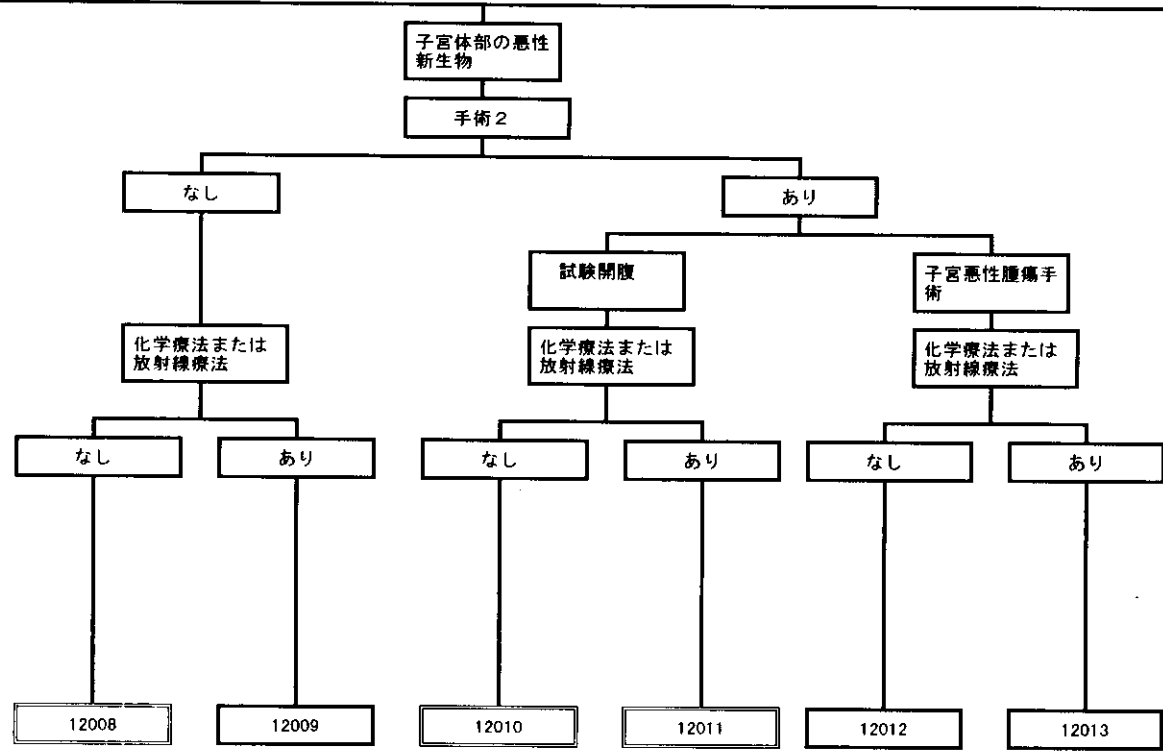 子宮体部の悪性
新生物
手術２
なし
あり
試験開腹
子宮悪性腫瘍手
術
化学療法または
放射線療法
化学療法または
放射線療法
化学療法または
放射線療法
なし
あり
なし
あり
なし
あり
12008
12009
12010
12011
12012
12013